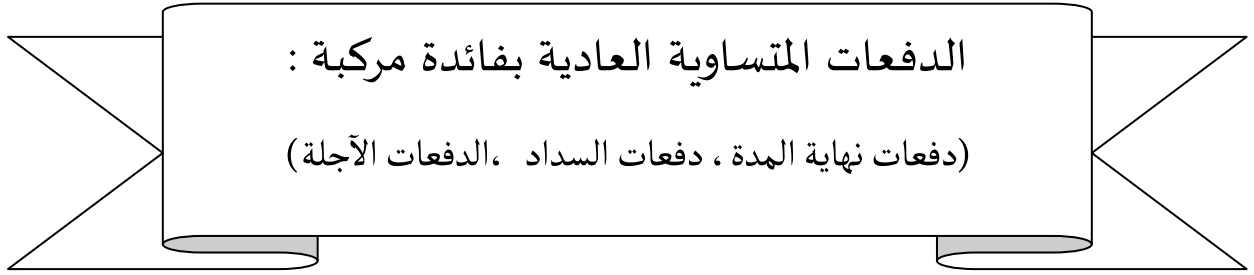 الدفعات المتساوية العادية بفائدة مركبة :
(دفعات نهاية المدة ، دفعات السداد ،الدفعات الآجلة)